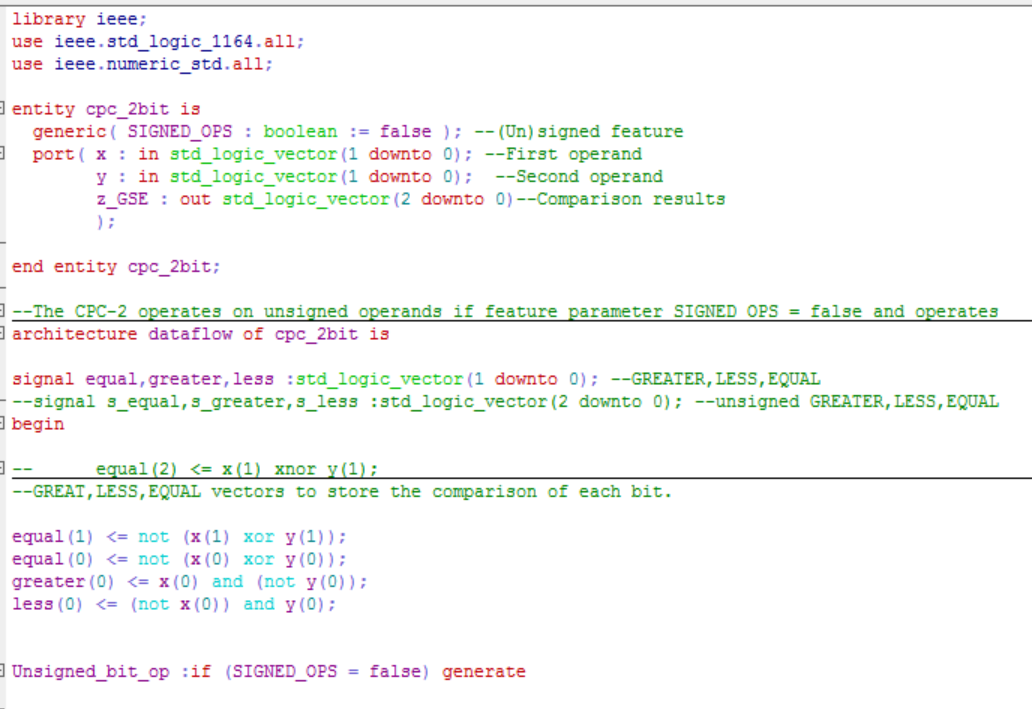 library ieee;
use ieee.std_logic_1164.all;
use ieee.numeric_std.all;
entity cpc_2bit is
generic( SIGNED_OPS : boolean := false ); --(Un)signed feature
port( x : in std_logic_vector(1 downto 0); --First operand
y : in std_logic_vector(1 downto 0); --Second operand
z_GSE : out std_logic_vector(2 downto 0)--Comparison results
);
end entity cpc_2bit;
--The CPC-2 operates on unsigned operands if feature parameter SIGNED OPS = false and operates
architecture dataflow of cpc_2bit is
signal equal,greater,less :std_logic_vector(1 downto 0); --GREATER,LESS,EQUAL
--signal s_equal,s_greater,s_less :std_logic_vector(2 downto 0); --unsigned GREATER,LESS,EQUAL
begin
-- equal(2) <= x(1) xnor y(1);
--GREAT,LESS,EQUAL vectors to store the comparison of each bit.
equal(1) <= not (x(1) xor y(1));
equal(0) <= not (x(0) xor y(0));
greater(0) <= x(0) and (not y(0));
less(0) <= (not x(0)) and y(0);
Unsigned_bit_op :if (SIGNED_OPS = false) generate